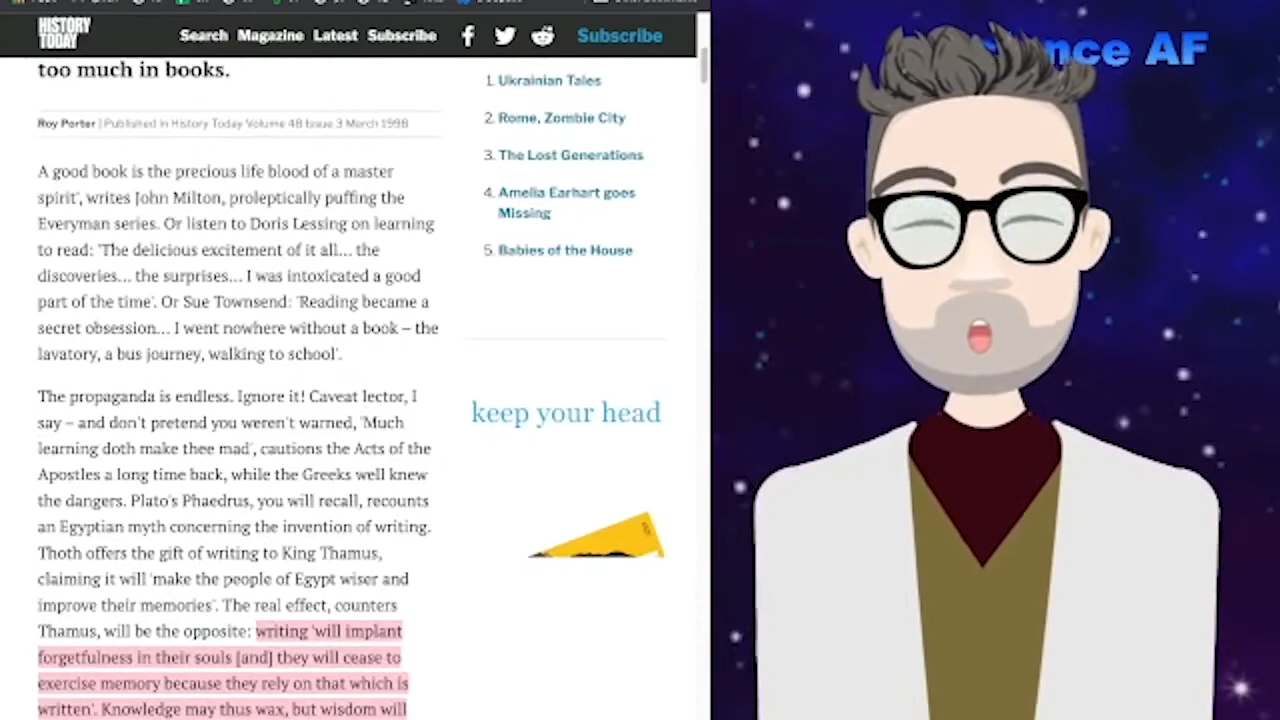 HISTORY
TODAY
Search Magazine Latest Subscribe
Subscribe
too much in books.
Roy Porter | Published in History Today Volume 48 Issue 3 March 1998
A good book is the precious life blood of a master
spirit', writes John Milton, proleptically puffing the
Everyman series. Or listen to Doris Lessing on learning
to read: 'The delicious excitement of it all... the
discoveries... the surprises... I was intoxicated a good
part of the time'. Or Sue Townsend: 'Reading became a
secret obsession... I went nowhere without a book – the
lavatory, a bus journey, walking to school'.
The propaganda is endless. Ignore it! Caveat lector, I
say – and don't pretend you weren't warned, 'Much
learning doth make thee mad', cautions the Acts of the
Apostles a long time back, while the Greeks well knew
the dangers. Plato's Phaedrus, you will recall, recounts
an Egyptian myth concerning the invention of writing.
Thoth offers the gift of writing to King Thamus,
claiming it will 'make the people of Egypt wiser and
improve their memories'. The real effect, counters
Thamus, will be the opposite: writing 'will implant
forgetfulness in their souls [and] they will cease to
exercise memory because they rely on that which is
written'. Knowledge may thus wax, but wisdom will
1. Ukrainian Tales
2. Rome, Zombie City
3. The Lost Generations
4. Amelia Earhart goes
Missing
5. Babies of the House
keep your head
nce AF